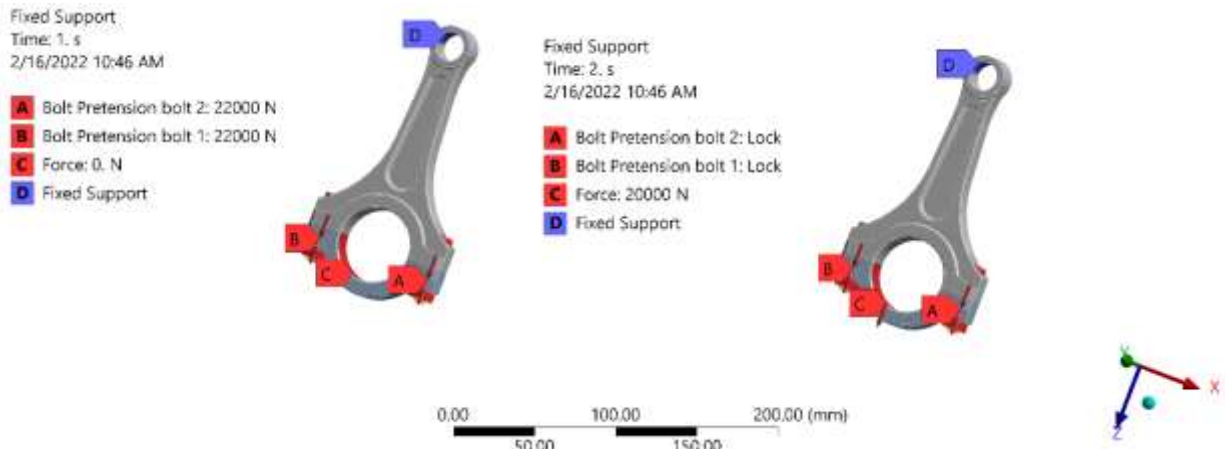 Fixed Support
Time: 1. s
2/16/2022 10:46 AM
A Bolt Pretension bolt 2: 22000 N
B Bolt Pretension bolt 1: 22000 N
C Force: 0. N
D Fixed Support
D
B
C
A
Fixed Support
Time: 2. s
2/16/2022 10:46 AM
A Bolt Pretension bolt 2: Lock
B Bolt Pretension bolt 1: Lock
C Force: 20000 N
D Fixed Support
D
B
C
A
0.00 100.00 200.00 (mm)
50.00 150.00
Y
X
Z